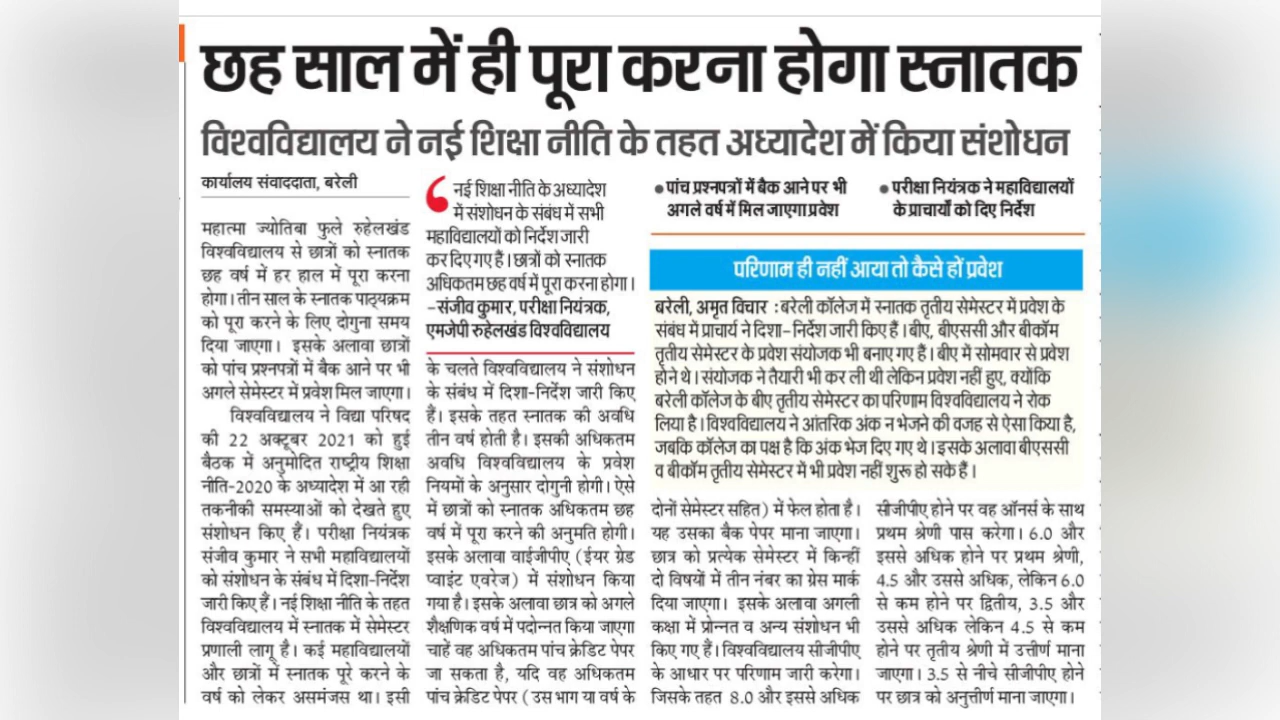 छह साल में ही पूरा करना होगा स्नातक
विश्वविद्यालय ने नई शिक्षा नीति के तहत अध्यादेश में किया संशोधन
कार्यालय संवाददाता, बरेली
महात्मा ज्योतिबा फुले रुहेलखंड
विश्वविद्यालय से छात्रों को स्नातक
छह वर्ष में हर हाल में पूरा करना
होगा। तीन साल के स्नातक पाठ्यक्रम
को पूरा करने के लिए दोगुना समय
दिया जाएगा। इसके अलावा छात्रों
को पांच प्रश्नपत्रों में बैक आने पर भी
अगले सेमेस्टर में प्रवेश मिल जाएगा।
विश्वविद्यालय ने विद्या परिषद
की 22 अक्टूबर 2021 को हुई
बैठक में अनुमोदित राष्ट्रीय शिक्षा
नीति-2020 के अध्यादेश में आ रही
तकनीकी समस्याओं को देखते हुए
संशोधन किए हैं। परीक्षा नियंत्रक
संजीव कुमार ने सभी महाविद्यालयों
को संशोधन के संबंध में दिशा-निर्देश
जारी किए हैं। नई शिक्षा नीति के तहत
विश्वविद्यालय में स्नातक में सेमेस्टर
प्रणाली लागू है। कई महाविद्यालयों
और छात्रों में स्नातक पूरे करने के
वर्ष को लेकर असमंजस था। इसी
नई शिक्षा नीति के अध्यादेश
में संशोधन के संबंध में सभी
महाविद्यालयों को निर्देश जारी
कर दिए गए हैं। छात्रों को स्नातक
अधिकतम छह वर्ष में पूरा करना होगा।
-संजीव कुमार, परीक्षा नियंत्रक,
एमजेपी रुहेलखंड विश्वविद्यालय
के चलते विश्वविद्यालय ने संशोधन
के संबंध में दिशा-निर्देश जारी किए
हैं। इसके तहत स्नातक की अवधि
तीन वर्ष होती है। इसकी अधिकतम
अवधि विश्वविद्यालय के प्रवेश
नियमों के अनुसार दोगुनी होगी। ऐसे
में छात्रों को स्नातक अधिकतम छह
वर्ष में पूरा करने की अनुमति होगी।
इसके अलावा वाईजीपीए (ईयर ग्रेड
प्वाइंट एवरेज) में संशोधन किया
गया है। इसके अलावा छात्र को अगले
शैक्षणिक वर्ष में पदोन्नत किया जाएगा
चाहें वह अधिकतम पांच क्रेडिट पेपर
जा सकता है, यदि वह अधिकतम
पांच क्रेडिट पेपर ( उस भाग या वर्ष के
• पांच प्रश्नपत्रों में बैक आने पर भी
अगले वर्ष में मिल जाएगा प्रवेश
• परीक्षा नियंत्रक ने महाविद्यालयों
के प्राचार्यों को दिए निर्देश
परिणाम ही नहीं आया तो कैसे हों प्रवेश
बरेली, अमृत विचार : बरेली कॉलेज में स्नातक तृतीय सेमेस्टर में प्रवेश के
संबंध में प्राचार्य ने दिशा- निर्देश जारी किए हैं। बीए, बीएससी और बीकॉम
तृतीय सेमेस्टर के प्रवेश संयोजक भी बनाए गए हैं। बीए में सोमवार से प्रवेश
होने थे। संयोजक ने तैयारी भी कर ली थी लेकिन प्रवेश नहीं हुए, क्योंकि
बरेली कॉलेज के बीए तृतीय सेमेस्टर का परिणाम विश्वविद्यालय ने रोक
लिया है। विश्वविद्यालय ने आंतरिक अंक न भेजने की वजह से ऐसा किया है,
जबकि कॉलेज का पक्ष है कि अंक भेज दिए गए थे। इसके अलावा बीएससी
व बीकॉम तृतीय सेमेस्टर में भी प्रवेश नहीं शुरू हो सके हैं।
दोनों सेमेस्टर सहित) में फेल होता है।
यह उसका बैक पेपर माना जाएगा।
छात्र को प्रत्येक सेमेस्टर में किन्हीं
दो विषयों में तीन नंबर का ग्रेस मार्क
दिया जाएगा। इसके अलावा अगली
कक्षा में प्रोन्नत व अन्य संशोधन भी
किए गए हैं। विश्वविद्यालय सीजीपीए
के आधार पर परिणाम जारी करेगा।
जिसके तहत 8.0 और इससे अधिक
सीजीपीए होने पर वह ऑनर्स के साथ
प्रथम श्रेणी पास करेगा। 6.0 और
इससे अधिक होने पर प्रथम श्रेणी,
4.5 और उससे अधिक, लेकिन 6.0
से कम होने पर द्वितीय, 3.5 और
उससे अधिक लेकिन 4.5 से कम
होने पर तृतीय श्रेणी में उत्तीर्ण माना
जाएगा। 3.5 से नीचे सीजीपीए होने
पर छात्र को अनुत्तीर्ण माना जाएगा।